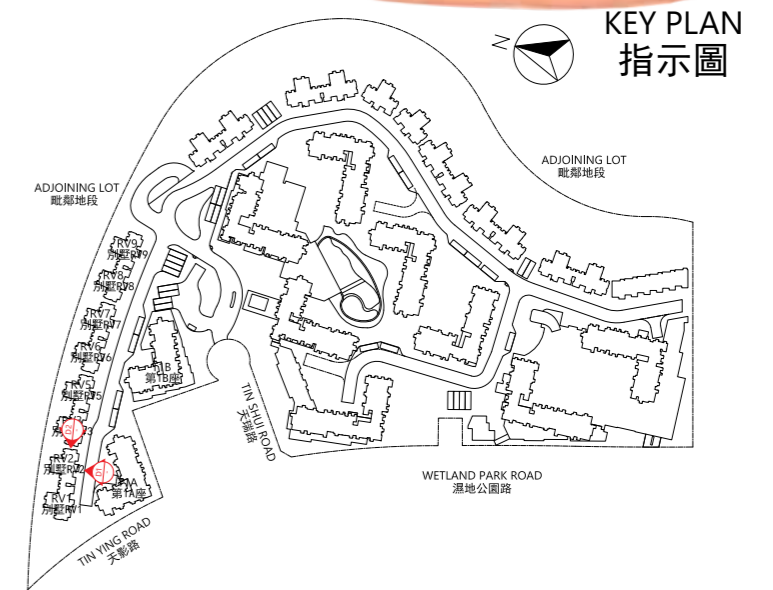 KEY PLAN
指示圖
N
ADJOINING LOT
毗鄰地段
ADJOINING LOT
毗鄰地段
RV9
別墅RV9
RV8
別墅RV8
RV7
別墅RV7
RV6
別墅RV6
RV5
別墅RV5
D2
RV2
別墅RV2
D1
RV1
別墅RV1
第1B座
第1A座
TIN SHUI ROAD
天瑞路
WETLAND PARK ROAD
濕地公園路
TIN YING ROAD
天影路